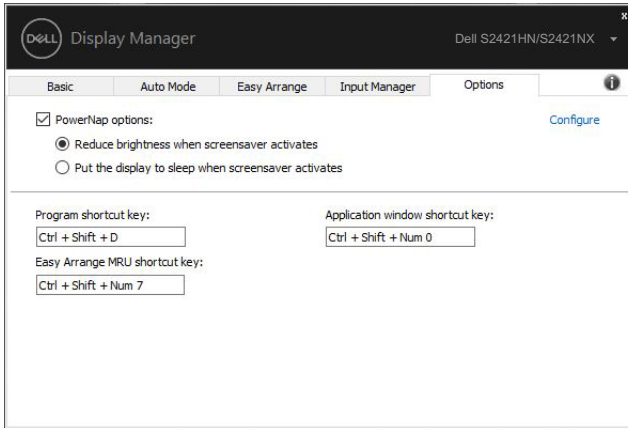 DELL Display Manager
Dell S2421HN/S2421NX
x
Basic
Auto Mode
Easy Arrange
Input Manager
Options
i
PowerNap options:
Configure
Reduce brightness when screensaver activates
Put the display to sleep when screensaver activates
Program shortcut key:
Application window shortcut key:
Ctrl + Shift + D
Ctrl + Shift + Num 0
Easy Arrange MRU shortcut key:
Ctrl + Shift + Num 7